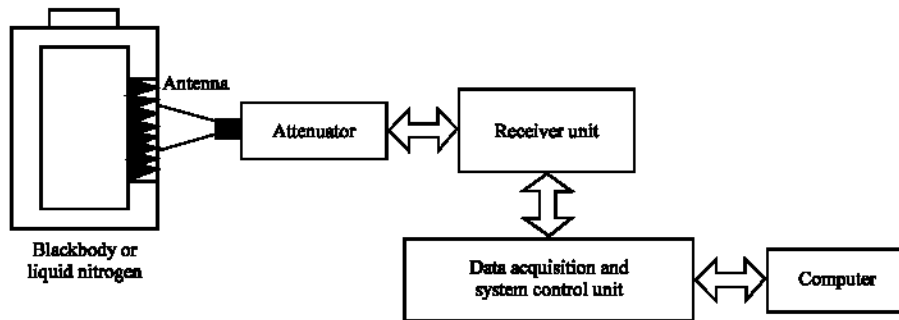 Antenna
Attenuator
Receiver unit
Blackbody or
liquid nitrogen
Data acquisition and
system control unit
Computer